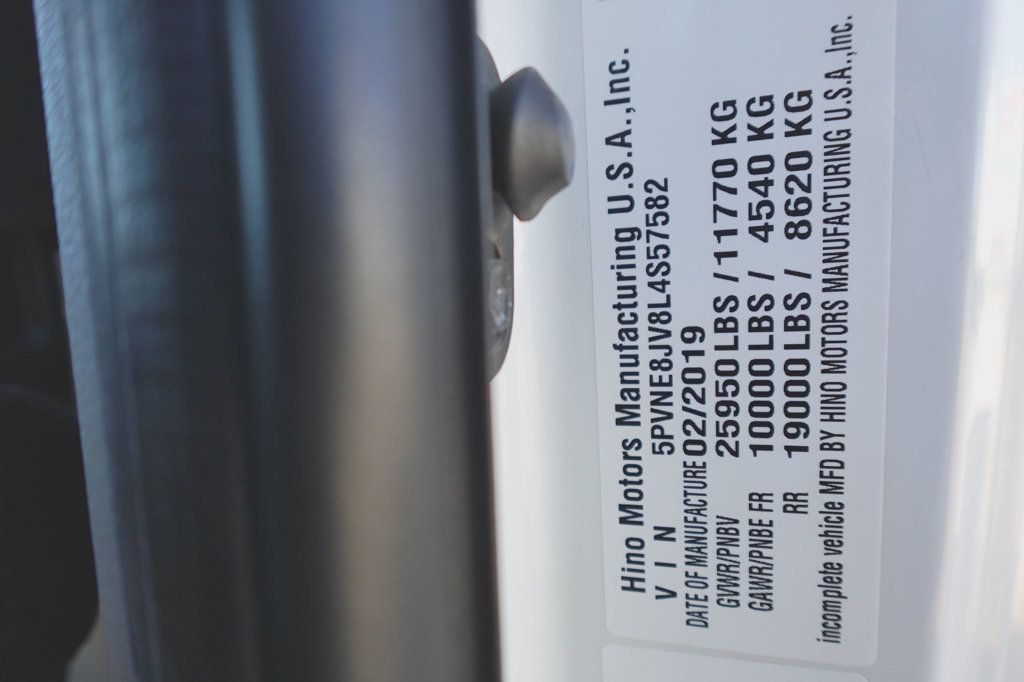 Hino Motors Manufacturing U.S.A.,Inc.
V I N 5PVNE8JV8L4S57582
DATE OF MANUFACTURE 02/2019
GVWR/PNBV 25950 LBS / 11770 KG
GAWR/PNBE FR 10000 LBS / 4540 KG
RR 19000 LBS / 8620 KG
incomplete vehicle MFD BY HINO MOTORS MANUFACTURING U.S.A.,Inc.